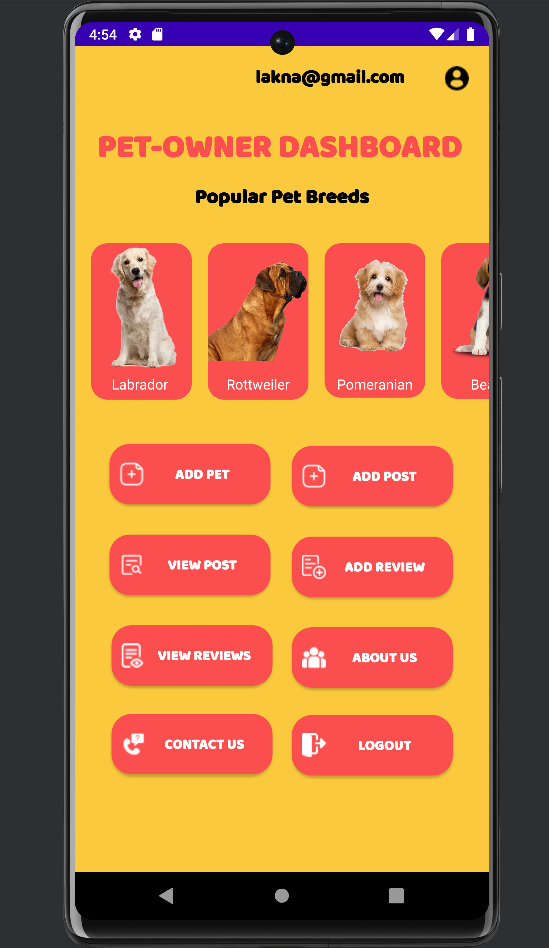 4:54
lakna@gmail.com
PET-OWNER DASHBOARD
Popular Pet Breeds
Labrador
Rottweiler
Pomeranian
Bea
ADD PET
ADD POST
VIEW POST
ADD REVIEW
VIEW REVIEWS
ABOUT US
CONTACT US
LOGOUT